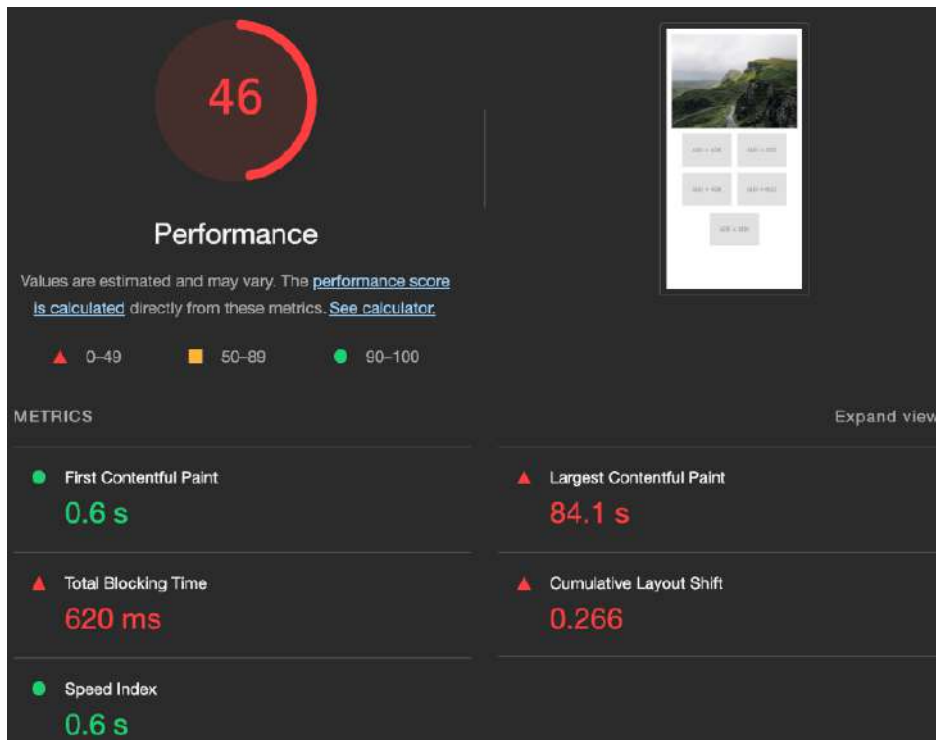 46
Performance
Values are estimated and may vary. The performance score
is calculated directly from these metrics. See calculator.
0–49
50–89
90–100
METRICS
Expand view
First Contentful Paint
0.6 s
Largest Contentful Paint
84.1 s
Total Blocking Time
620 ms
Cumulative Layout Shift
0.266
Speed Index
0.6 s